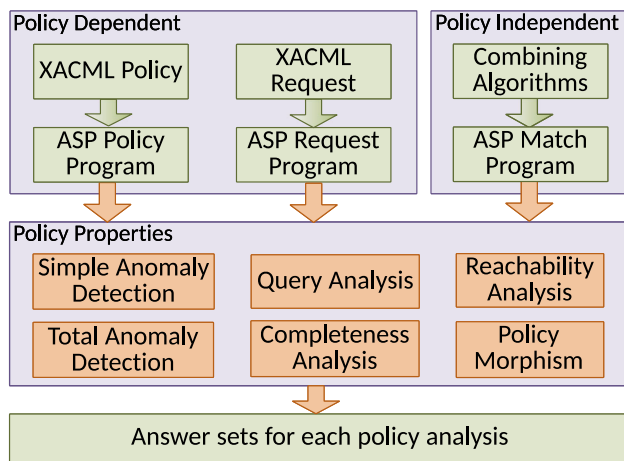 Policy Dependent
Policy Independent
XACML Policy
XACML
Request
Combining
Algorithms
ASP Policy
Program
ASP Request
Program
ASP Match
Program
Policy Properties
Simple Anomaly
Detection
Query Analysis
Reachability
Analysis
Total Anomaly
Detection
Completeness
Analysis
Policy
Morphism
Answer sets for each policy analysis